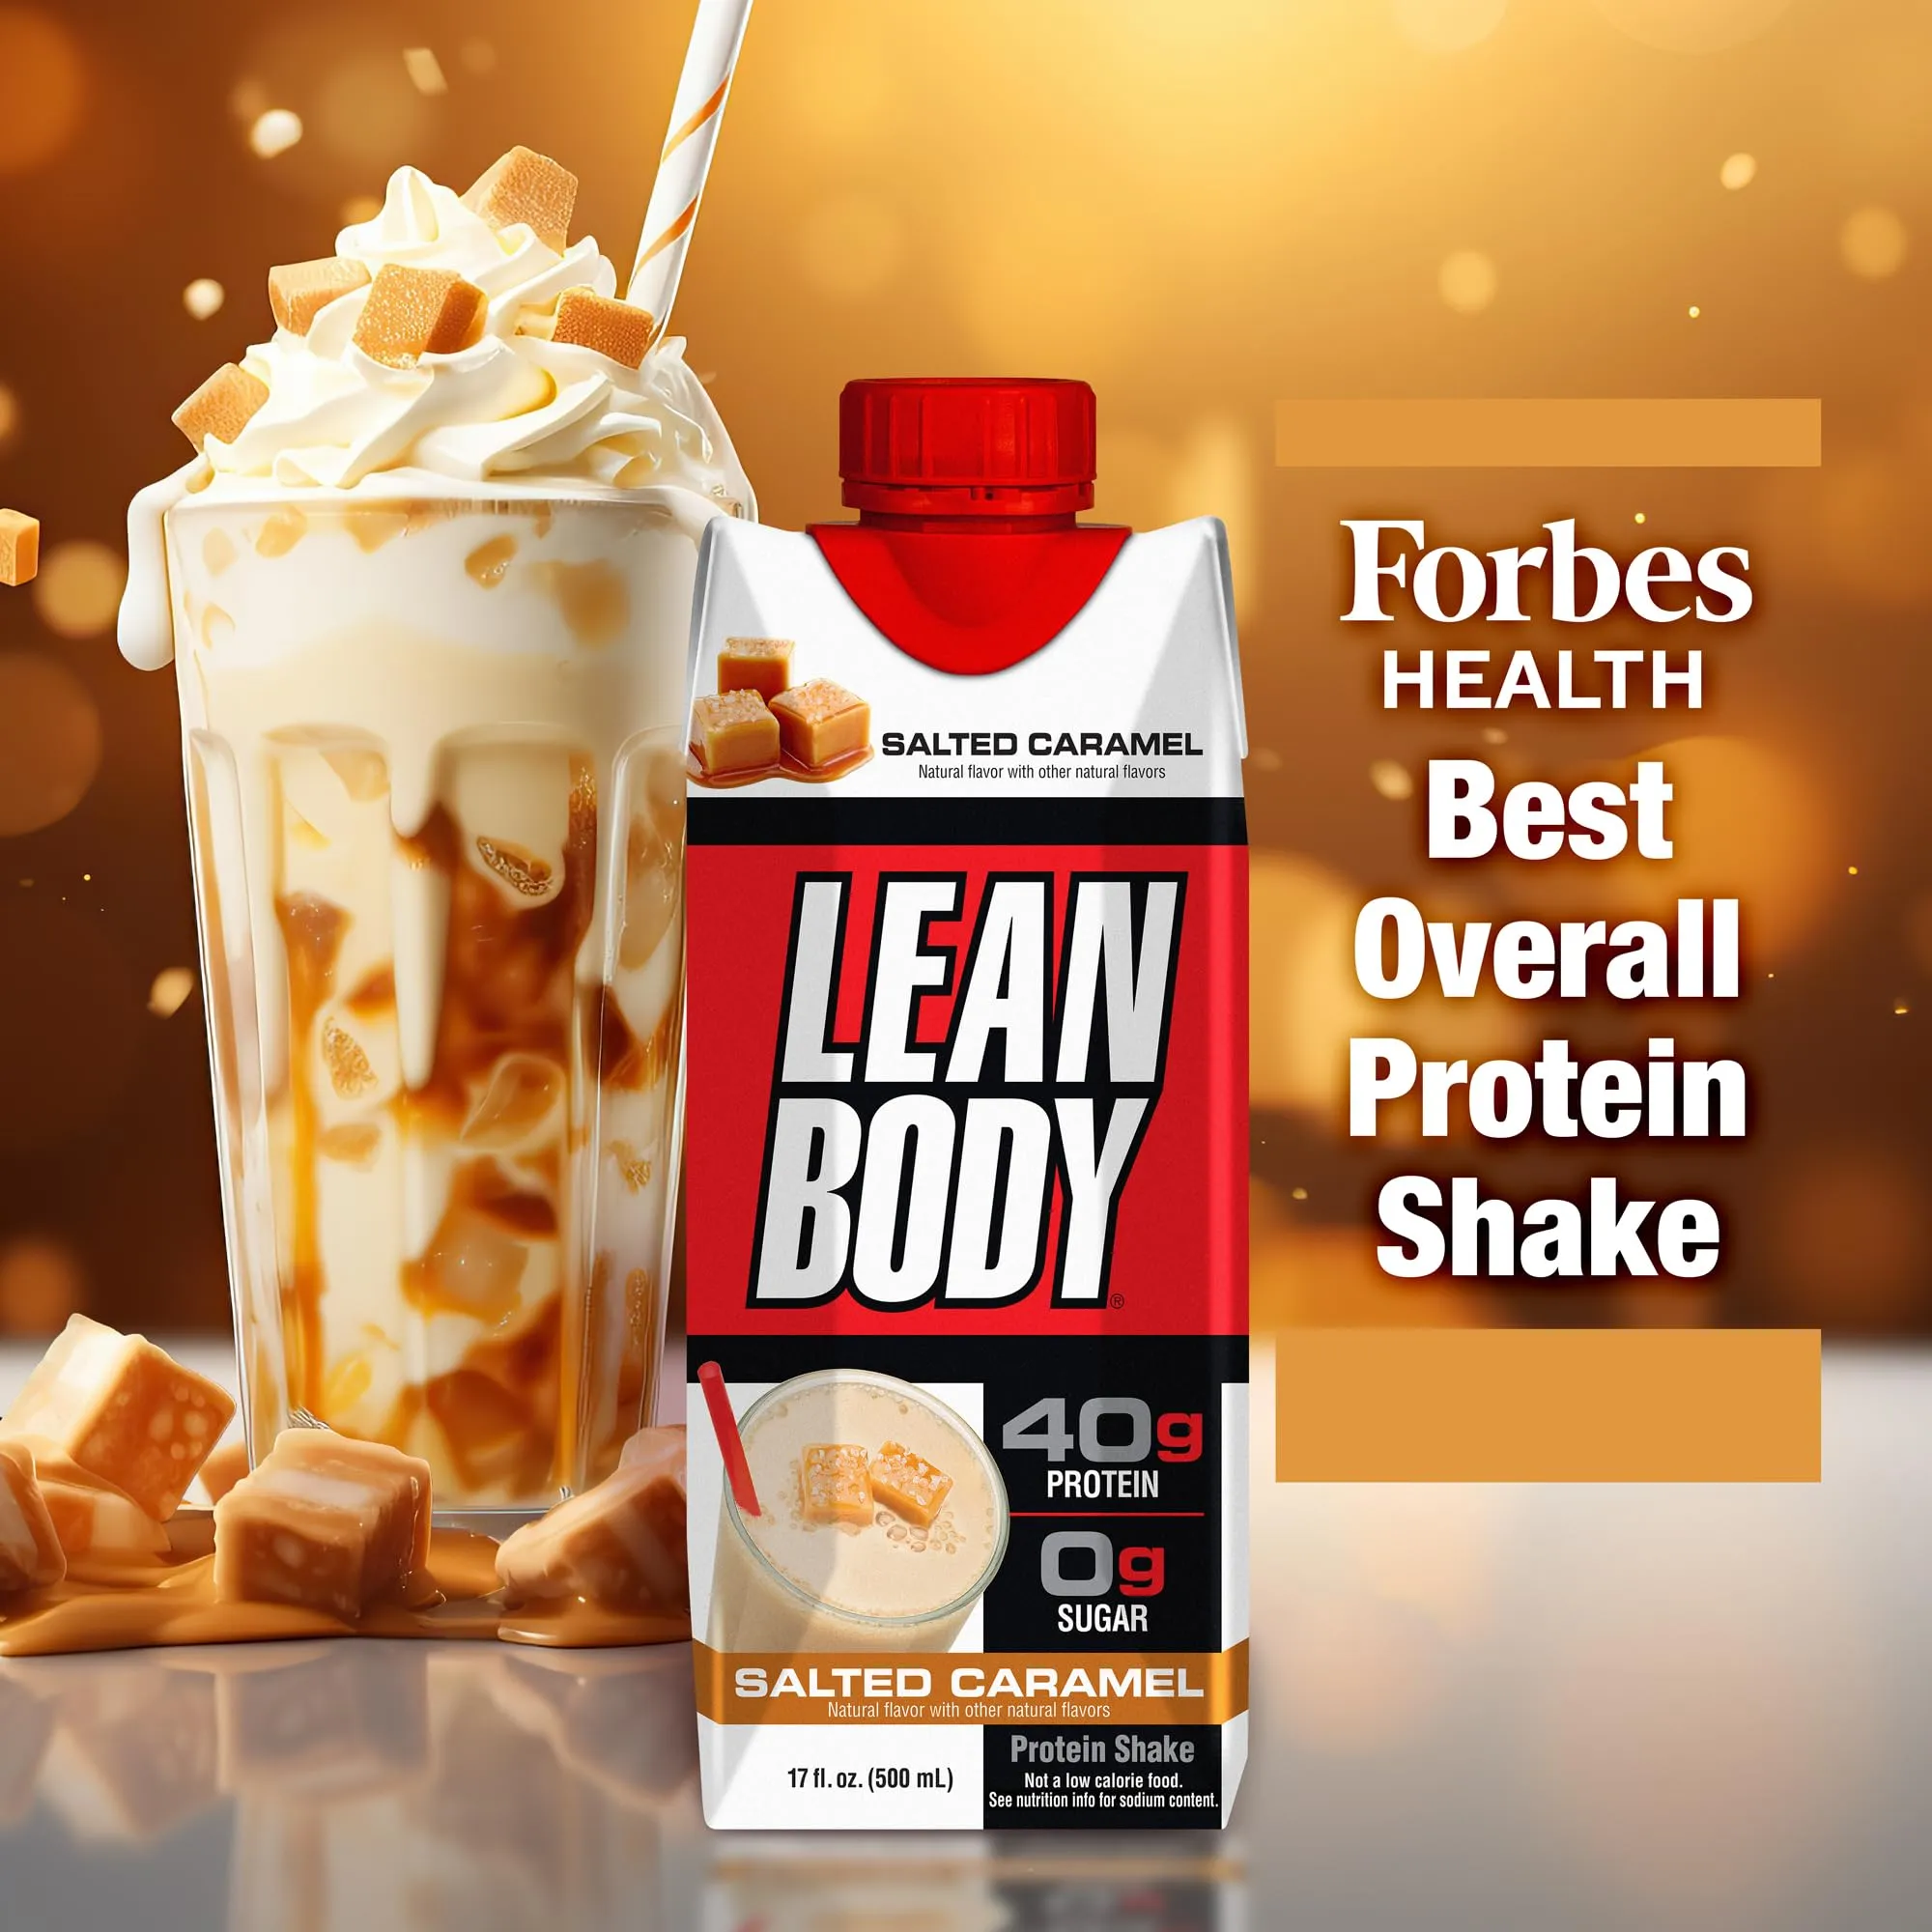 SALTED CARAMEL
Natural flavor with other natural flavors
LEAN
BODY®
40g
PROTEIN
0g
SUGAR
SALTED CARAMEL
Natural flavor with other natural flavors
17 fl. oz. (500 mL)
Protein Shake
Not a low calorie food.
See nutrition info for sodium content.
Forbes
HEALTH
Best
Overall
Protein
Shake